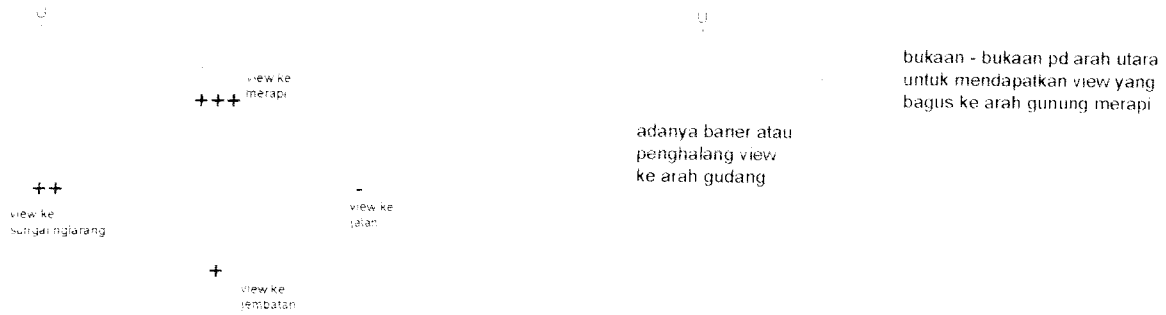 U
view ke
merapi
+++
++
view ke
sungai nglarang
-
view ke
jalan
+
view ke
jembatan
U
adanya barier atau
penghalang view
ke arah gudang
bukaan - bukaan pd arah utara
untuk mendapatkan view yang
bagus ke arah gunung merapi